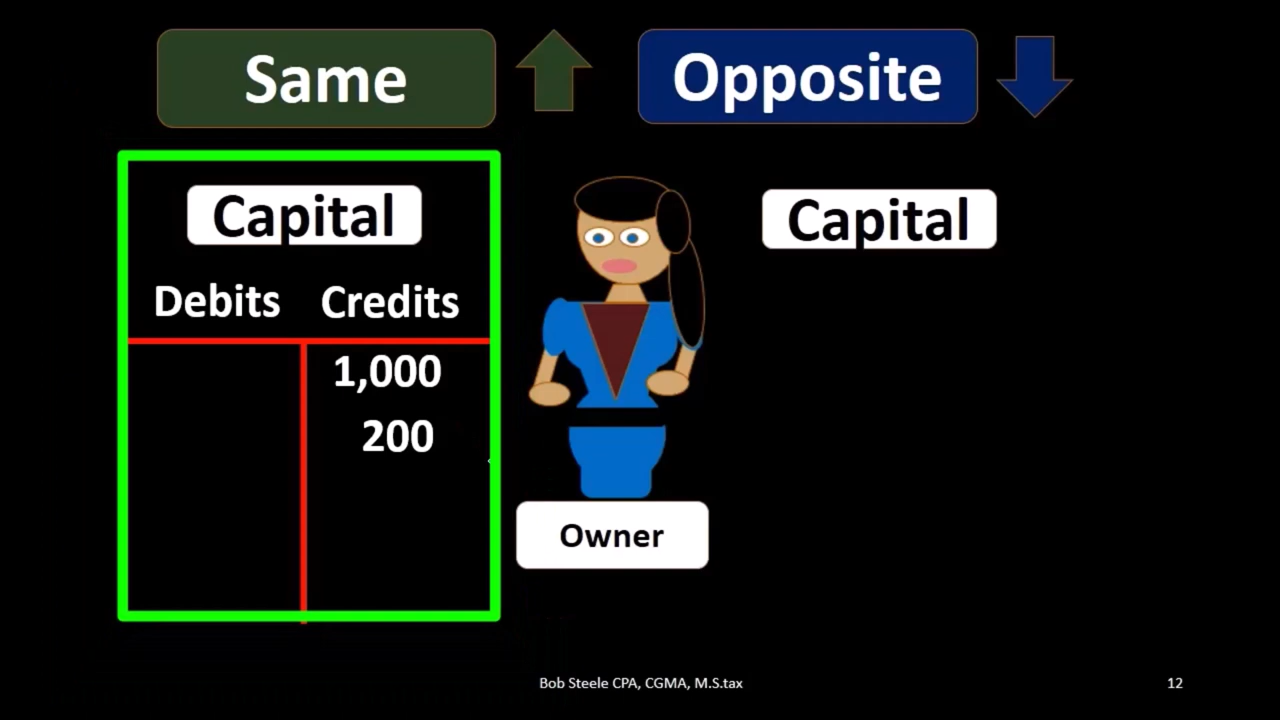 Same
Opposite
Capital
Capital
Debits Credits
1,000
200
Owner
Bob Steele CPA, CGMA, M.S.tax
12